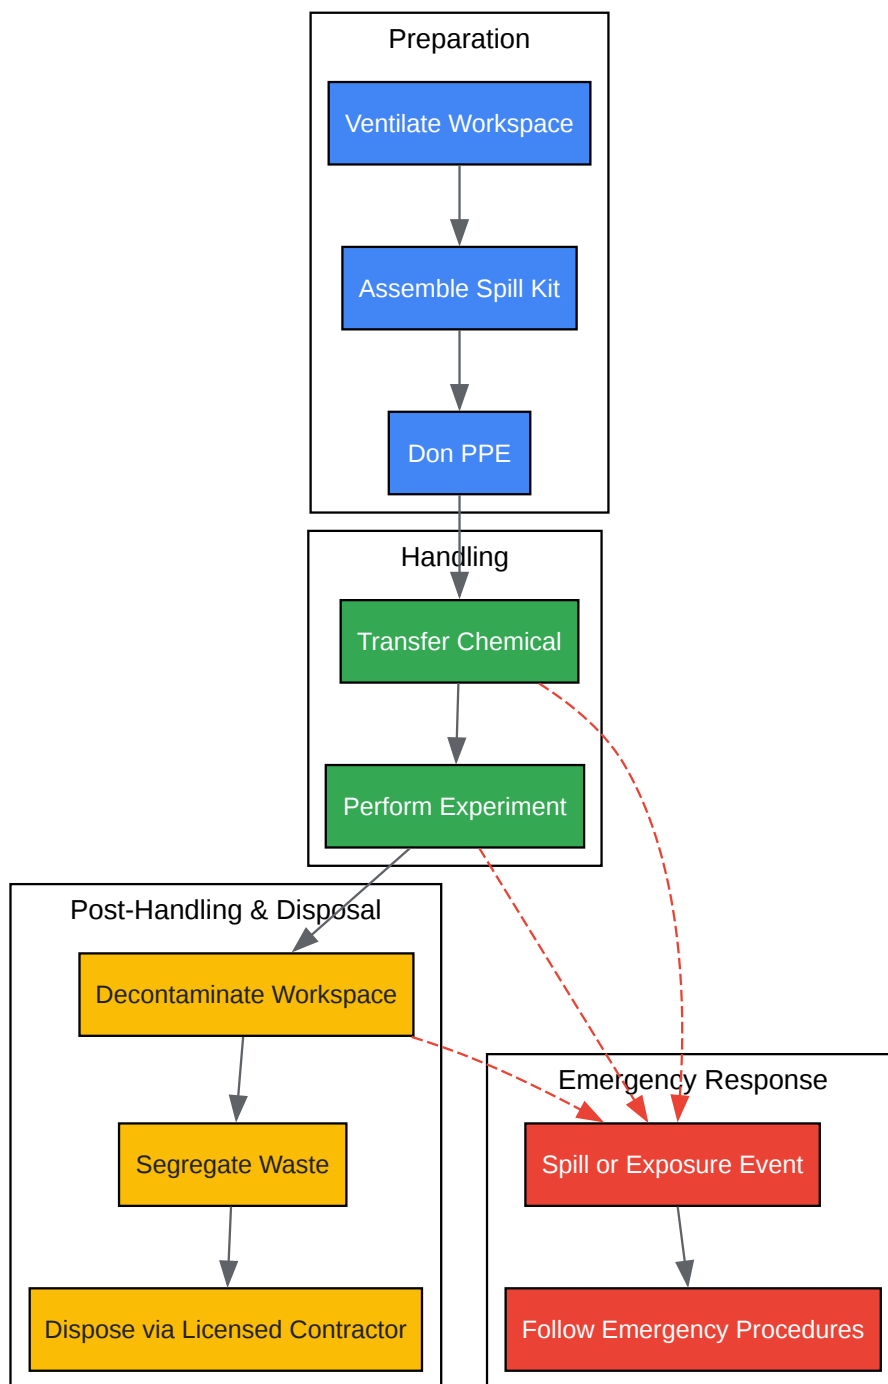 Preparation
Ventilate Workspace
Assemble Spill Kit
Don PPE
Handling
Transfer Chemical
Perform Experiment
Post-Handling & Disposal
Decontaminate Workspace
Segregate Waste
Dispose via Licensed Contractor
Emergency Response
Spill or Exposure Event
Follow Emergency Procedures